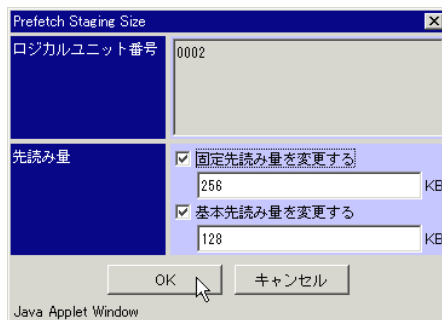 Prefetch Staging Size
ロジカルユニット番号
0002
先読み量
固定先読み量を変更する
256 KB
基本先読み量を変更する
128 KB
OK キャンセル
Java Applet Window